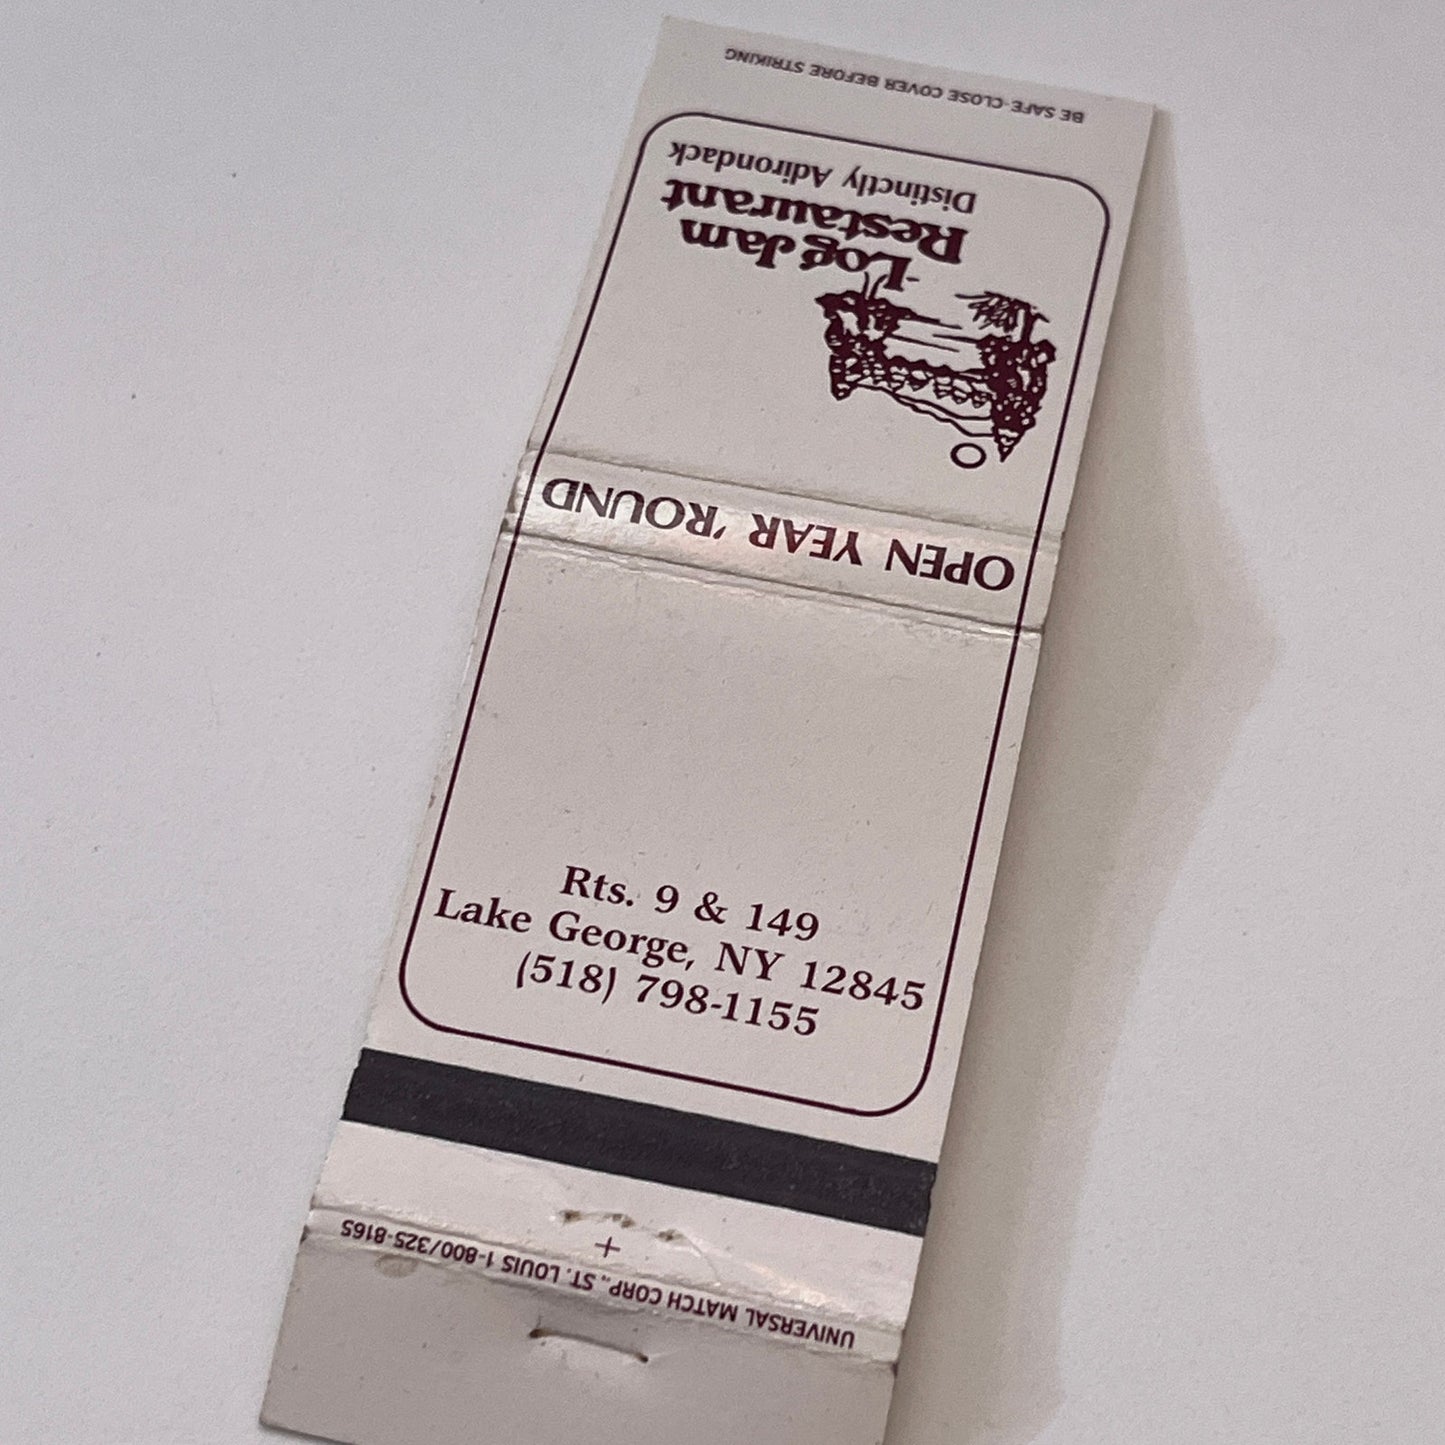 BE SAFE-CLOSE COVER BEFORE STRIKING
Log Jam
Restaurant
Distinctly Adirondack
OPEN YEAR 'ROUND
Rts. 9 & 149
Lake George, NY 12845
(518) 798-1155
UNIVERSAL MATCH CORP., ST. LOUIS 1-800/325-8165